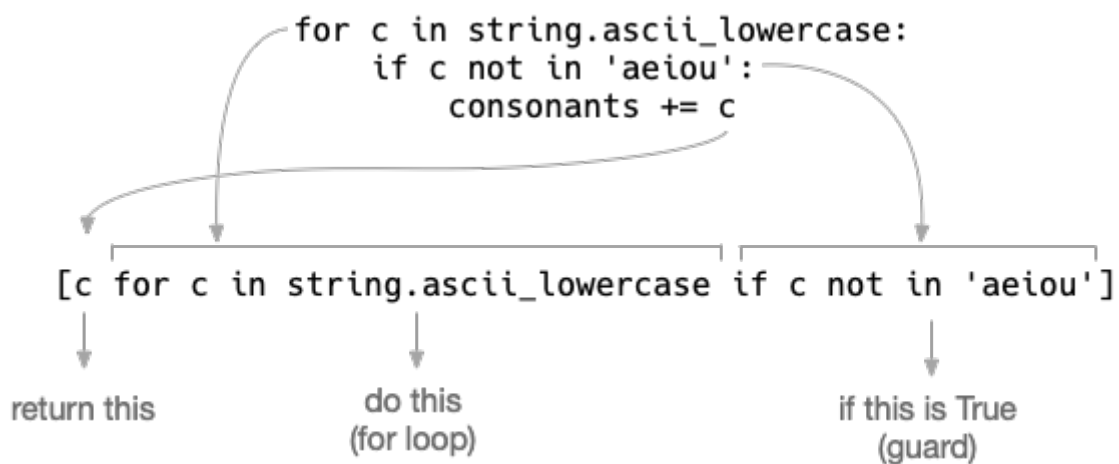 for c in string.ascii_lowercase:
if c not in 'aeiou':
consonants += c
[c for c in string.ascii_lowercase if c not in 'aeiou']
return this
do this
(for loop)
if this is True
(guard)